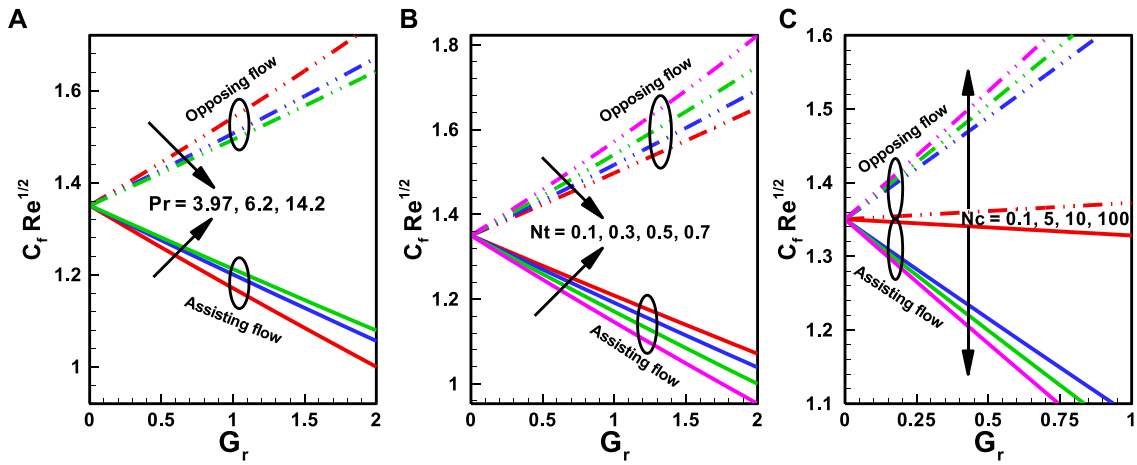 A
C_f Re^1/2
1.6
1.4
1.2
1
0
0.5
1
1.5
2
G_r
Opposing flow
Pr = 3.97, 6.2, 14.2
Assisting flow
B
C_f Re^1/2
1.8
1.6
1.4
1.2
1
0
0.5
1
1.5
2
G_r
Opposing flow
Nt = 0.1, 0.3, 0.5, 0.7
Assisting flow
C
C_f Re^1/2
1.6
1.5
1.4
1.3
1.2
1.1
0
0.25
0.5
0.75
1
G_r
Opposing flow
Nc = 0.1, 5, 10, 100
Assisting flow